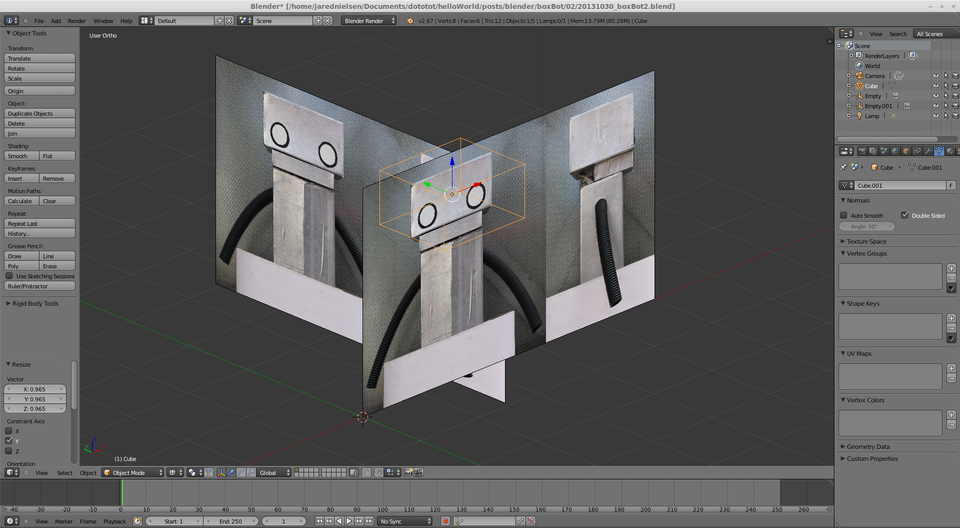 Blender* [/home/jarednielsen/Documents/dototot/helloWorld/posts/blender/boxBot/02/20131030_boxBot2.blend]
File Add Render Window Help Default Scene Blender Render v2.67 | Verts:8 | Faces:6 | Tris:12 | Objects:1/5 | Lamps:0/1 | Mem:13.79M (80.28M) | Cube
Object Tools
Transform:
Translate
Rotate
Scale
Origin
Object:
Duplicate Objects
Delete
Join
Shading:
Smooth Flat
Keyframes:
Insert Remove
Motion Paths:
Calculate Clear
Repeat:
Repeat Last
History...
Grease Pencil:
Draw Line
Poly Erase
Use Sketching Sessions
Ruler/Protractor
Rigid Body Tools
Resize
Vector
X: 0.965
Y: 0.965
Z: 0.965
Constraint Axis
X
Y
Z
Orientation
User Ortho
(1) Cube
View Select Object Object Mode Global
View Search All Scenes
Scene
RenderLayers
World
Camera
Cube
Empty
Empty.001
Lamp
Cube Cube.001
Cube.001 F
Normals
Auto Smooth Double Sided
Angle: 30°
Texture Space
Vertex Groups
Shape Keys
UV Maps
Vertex Colors
Geometry Data
Custom Properties
-40 -30 -20 -10 0 10 20 30 40 50 60 70 80 90 100 110 120 130 140 150 160 170 180 190 200 210 220 230 240 250 260
View Marker Frame Playback Start: 1 End: 250 1 No Sync